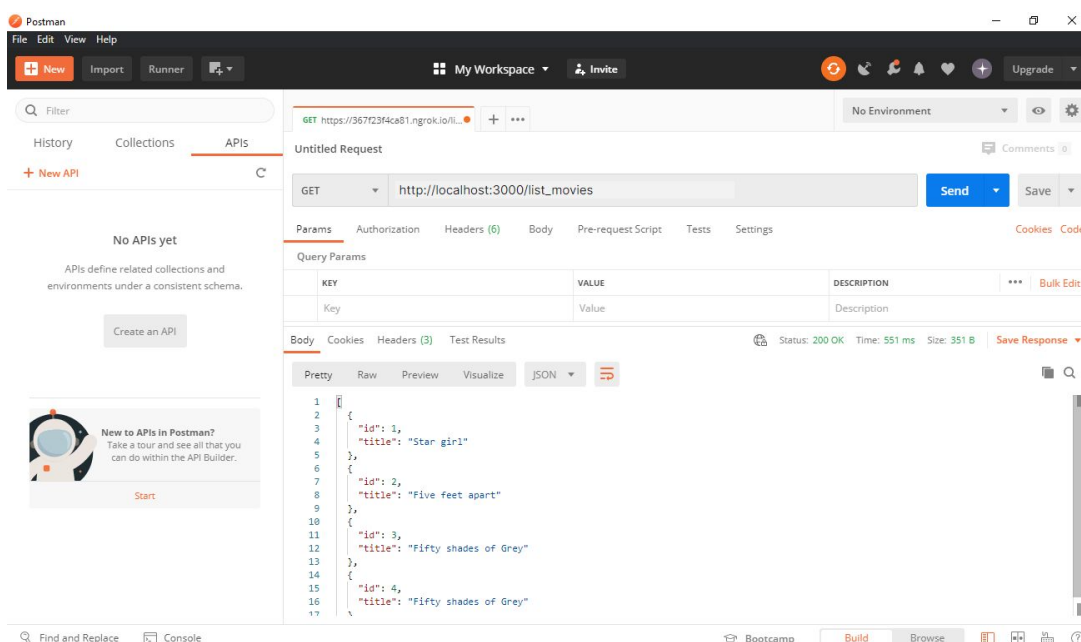 Postman
File Edit View Help
New Import Runner My Workspace Invite Upgrade
Filter
History Collections APIs
+ New API
No APIs yet
APIs define related collections and
environments under a consistent schema.
Create an API
New to APIs in Postman?
Take a tour and see all that you
can do within the API Builder.
Start
GET https://367f23f4ca81.ngrok.io/li... + •••
No Environment
Untitled Request
Comments 0
GET http://localhost:3000/list_movies Send Save
Params Authorization Headers (6) Body Pre-request Script Tests Settings Cookies Code
Query Params
KEY VALUE DESCRIPTION ••• Bulk Edit
Key Value Description
Body Cookies Headers (3) Test Results Status: 200 OK Time: 551 ms Size: 351 B Save Response
Pretty Raw Preview Visualize JSON
1 [
2 {
3 "id": 1,
4 "title": "Star girl"
5 },
6 {
7 "id": 2,
8 "title": "Five feet apart"
9 },
10 {
11 "id": 3,
12 "title": "Fifty shades of Grey"
13 },
14 {
15 "id": 4,
16 "title": "Fifty shades of Grey"
17 }
Find and Replace Console Bootcamp Build Browse